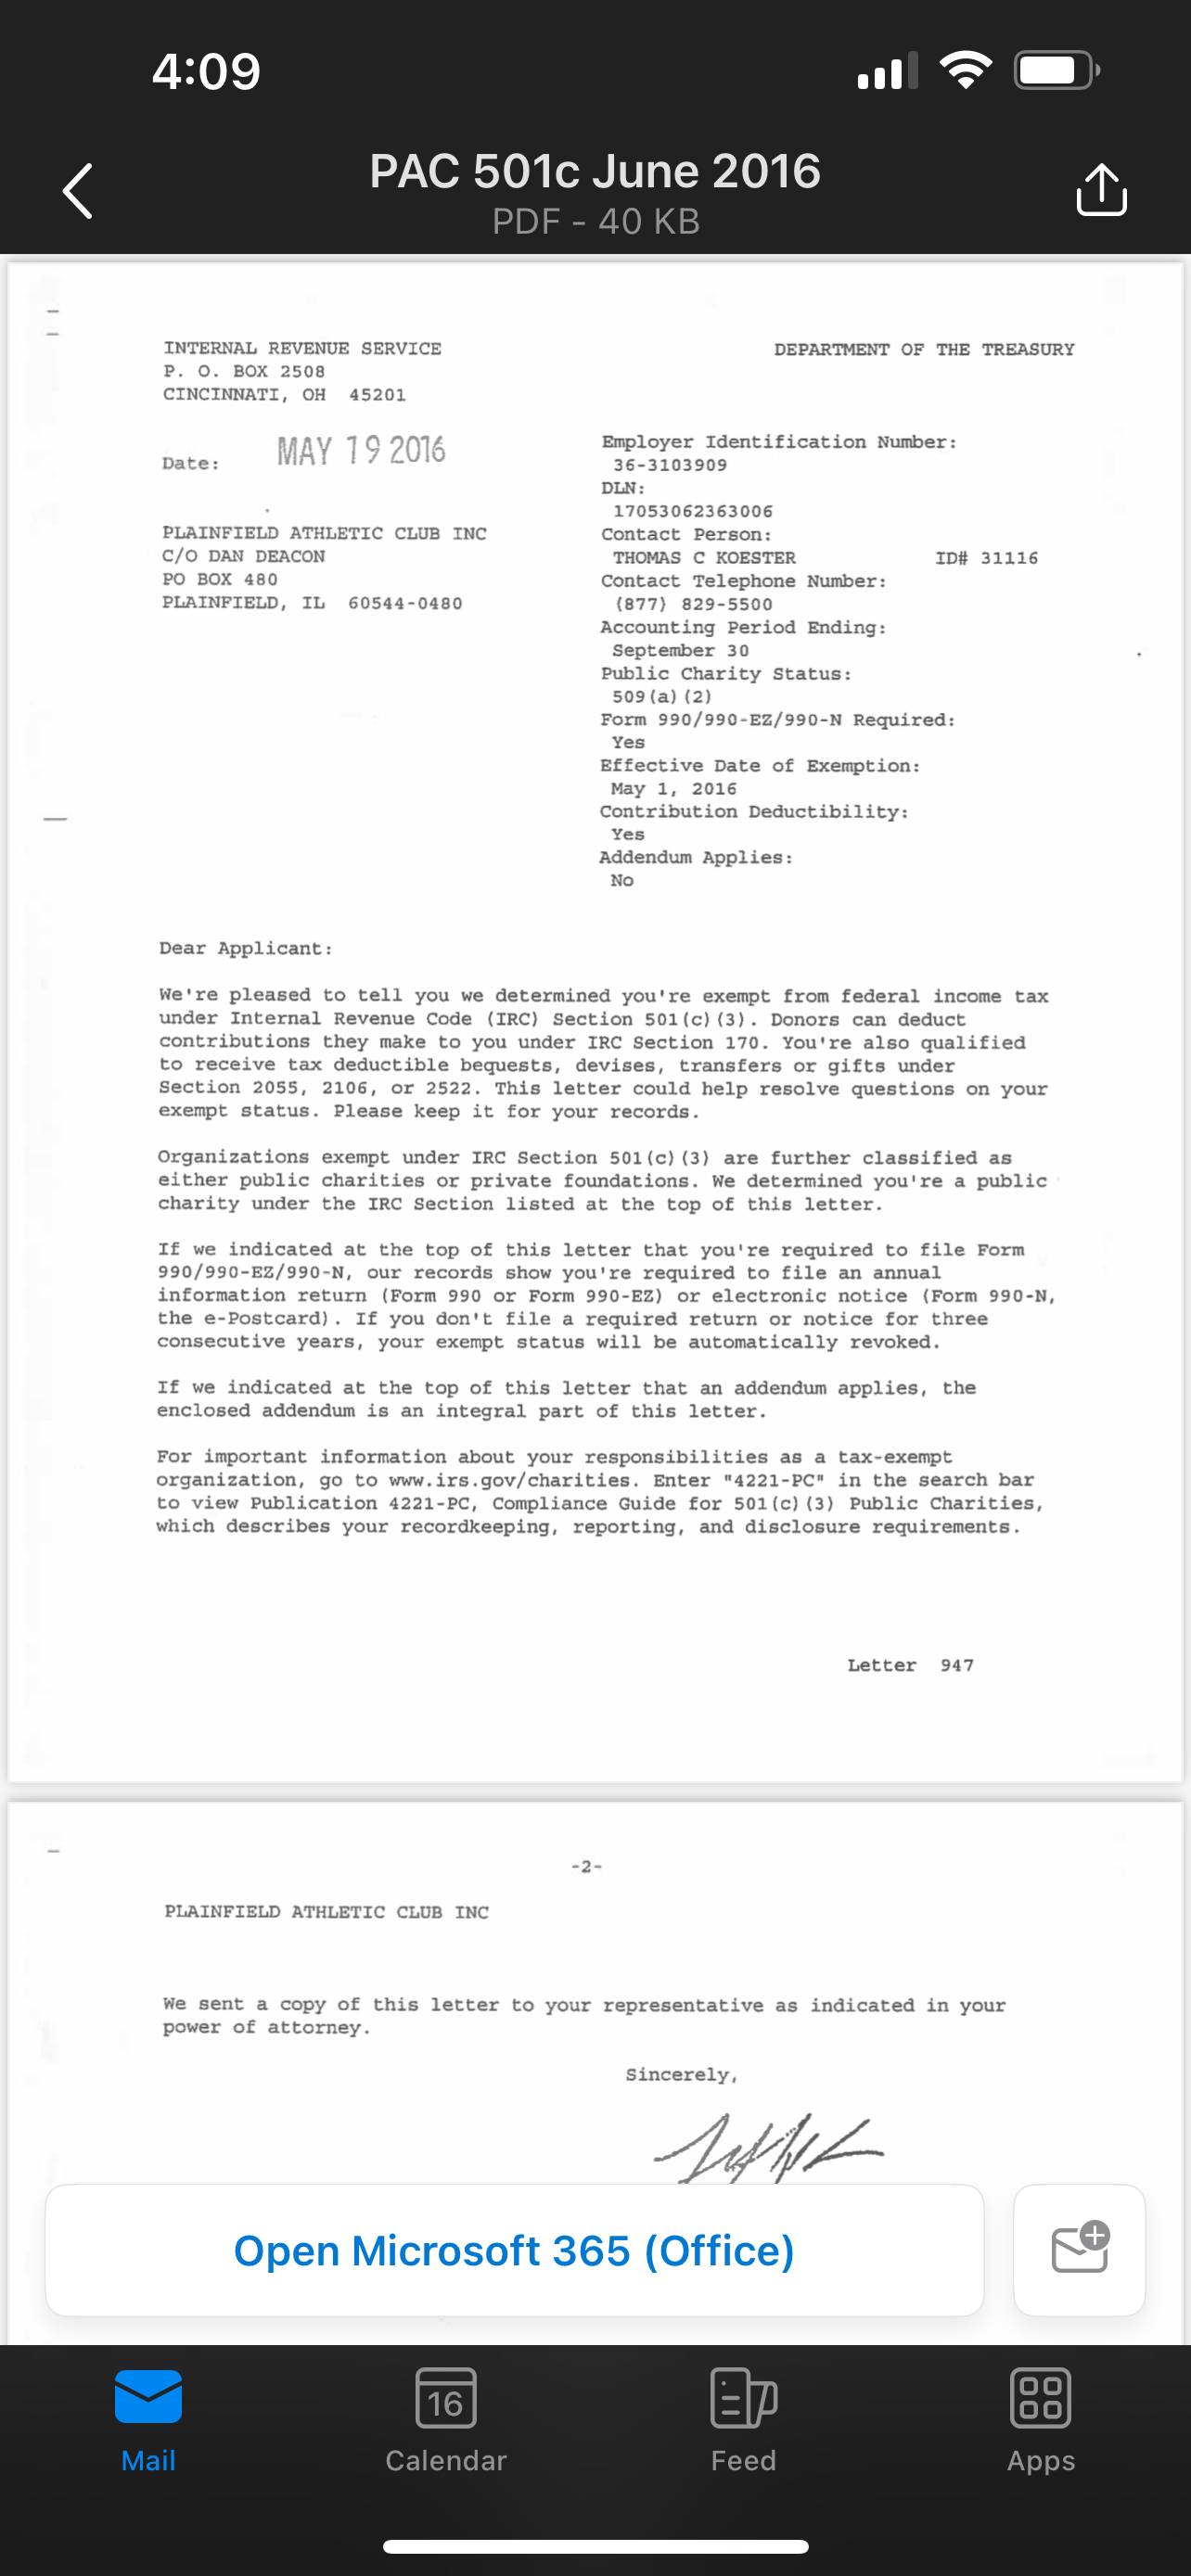 4:09
PAC 501c June 2016
PDF - 40 KB
INTERNAL REVENUE SERVICE
P. O. BOX 2508
CINCINNATI, OH 45201
DEPARTMENT OF THE TREASURY
Date: MAY 19 2016
PLAINFIELD ATHLETIC CLUB INC
C/O DAN DEACON
PO BOX 480
PLAINFIELD, IL 60544-0480
Employer Identification Number:
36-3103909
DLN:
17053062363006
Contact Person:
THOMAS C KOESTER ID# 31116
Contact Telephone Number:
(877) 829-5500
Accounting Period Ending:
September 30
Public Charity Status:
509(a)(2)
Form 990/990-EZ/990-N Required:
Yes
Effective Date of Exemption:
May 1, 2016
Contribution Deductibility:
Yes
Addendum Applies:
No
Dear Applicant:
We're pleased to tell you we determined you're exempt from federal income tax
under Internal Revenue Code (IRC) Section 501(c)(3). Donors can deduct
contributions they make to you under IRC Section 170. You're also qualified
to receive tax deductible bequests, devises, transfers or gifts under
Section 2055, 2106, or 2522. This letter could help resolve questions on your
exempt status. Please keep it for your records.
Organizations exempt under IRC Section 501(c)(3) are further classified as
either public charities or private foundations. We determined you're a public
charity under the IRC Section listed at the top of this letter.
If we indicated at the top of this letter that you're required to file Form
990/990-EZ/990-N, our records show you're required to file an annual
information return (Form 990 or Form 990-EZ) or electronic notice (Form 990-N,
the e-Postcard). If you don't file a required return or notice for three
consecutive years, your exempt status will be automatically revoked.
If we indicated at the top of this letter that an addendum applies, the
enclosed addendum is an integral part of this letter.
For important information about your responsibilities as a tax-exempt
organization, go to www.irs.gov/charities. Enter "4221-PC" in the search bar
to view Publication 4221-PC, Compliance Guide for 501(c)(3) Public Charities,
which describes your recordkeeping, reporting, and disclosure requirements.
Letter 947
-2-
PLAINFIELD ATHLETIC CLUB INC
We sent a copy of this letter to your representative as indicated in your
power of attorney.
Sincerely,
Open Microsoft 365 (Office)
16
Mail
Calendar
Feed
Apps